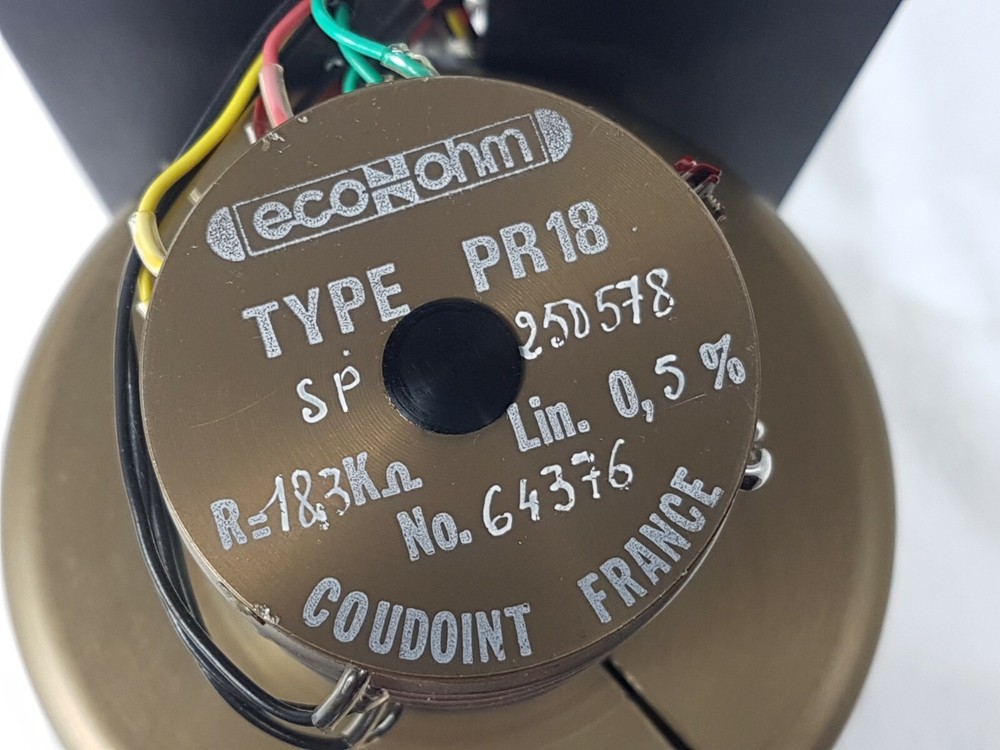 econohm
TYPE PR18
SP 250578
Lin. 0,5 %
R=18,3KΩ
No. 64376
COUDOINT FRANCE